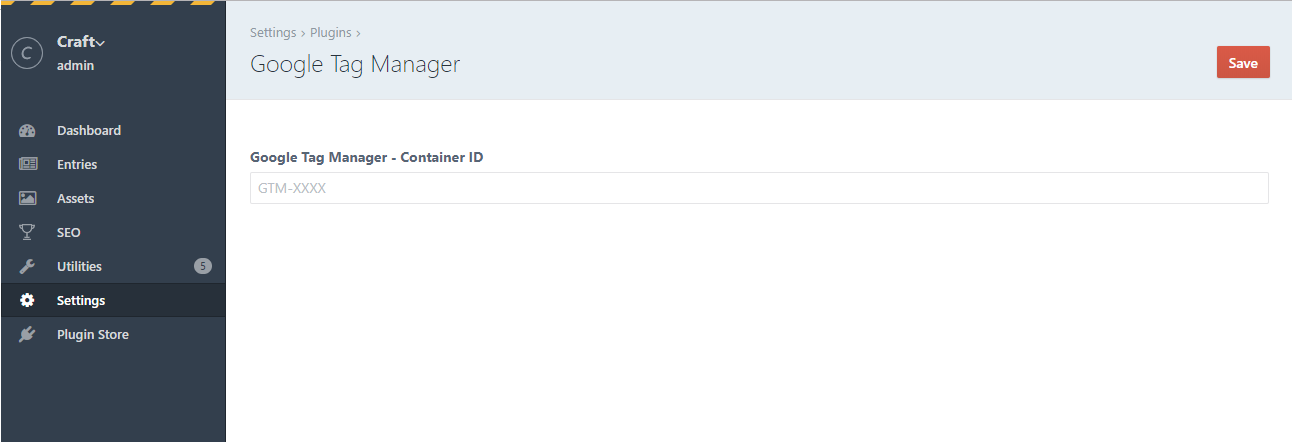 C
Craft
admin
Dashboard
Entries
Assets
SEO
Utilities 5
Settings
Plugin Store
Settings › Plugins ›
Google Tag Manager
Save
Google Tag Manager - Container ID
GTM-XXXX